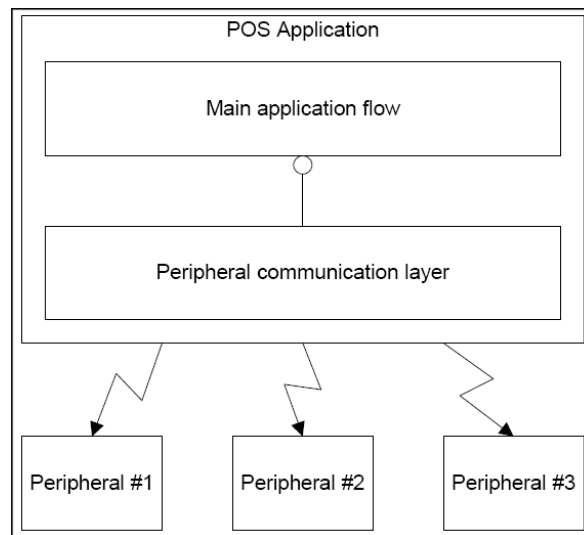 POS Application
Main application flow
Peripheral communication layer
Peripheral #1
Peripheral #2
Peripheral #3